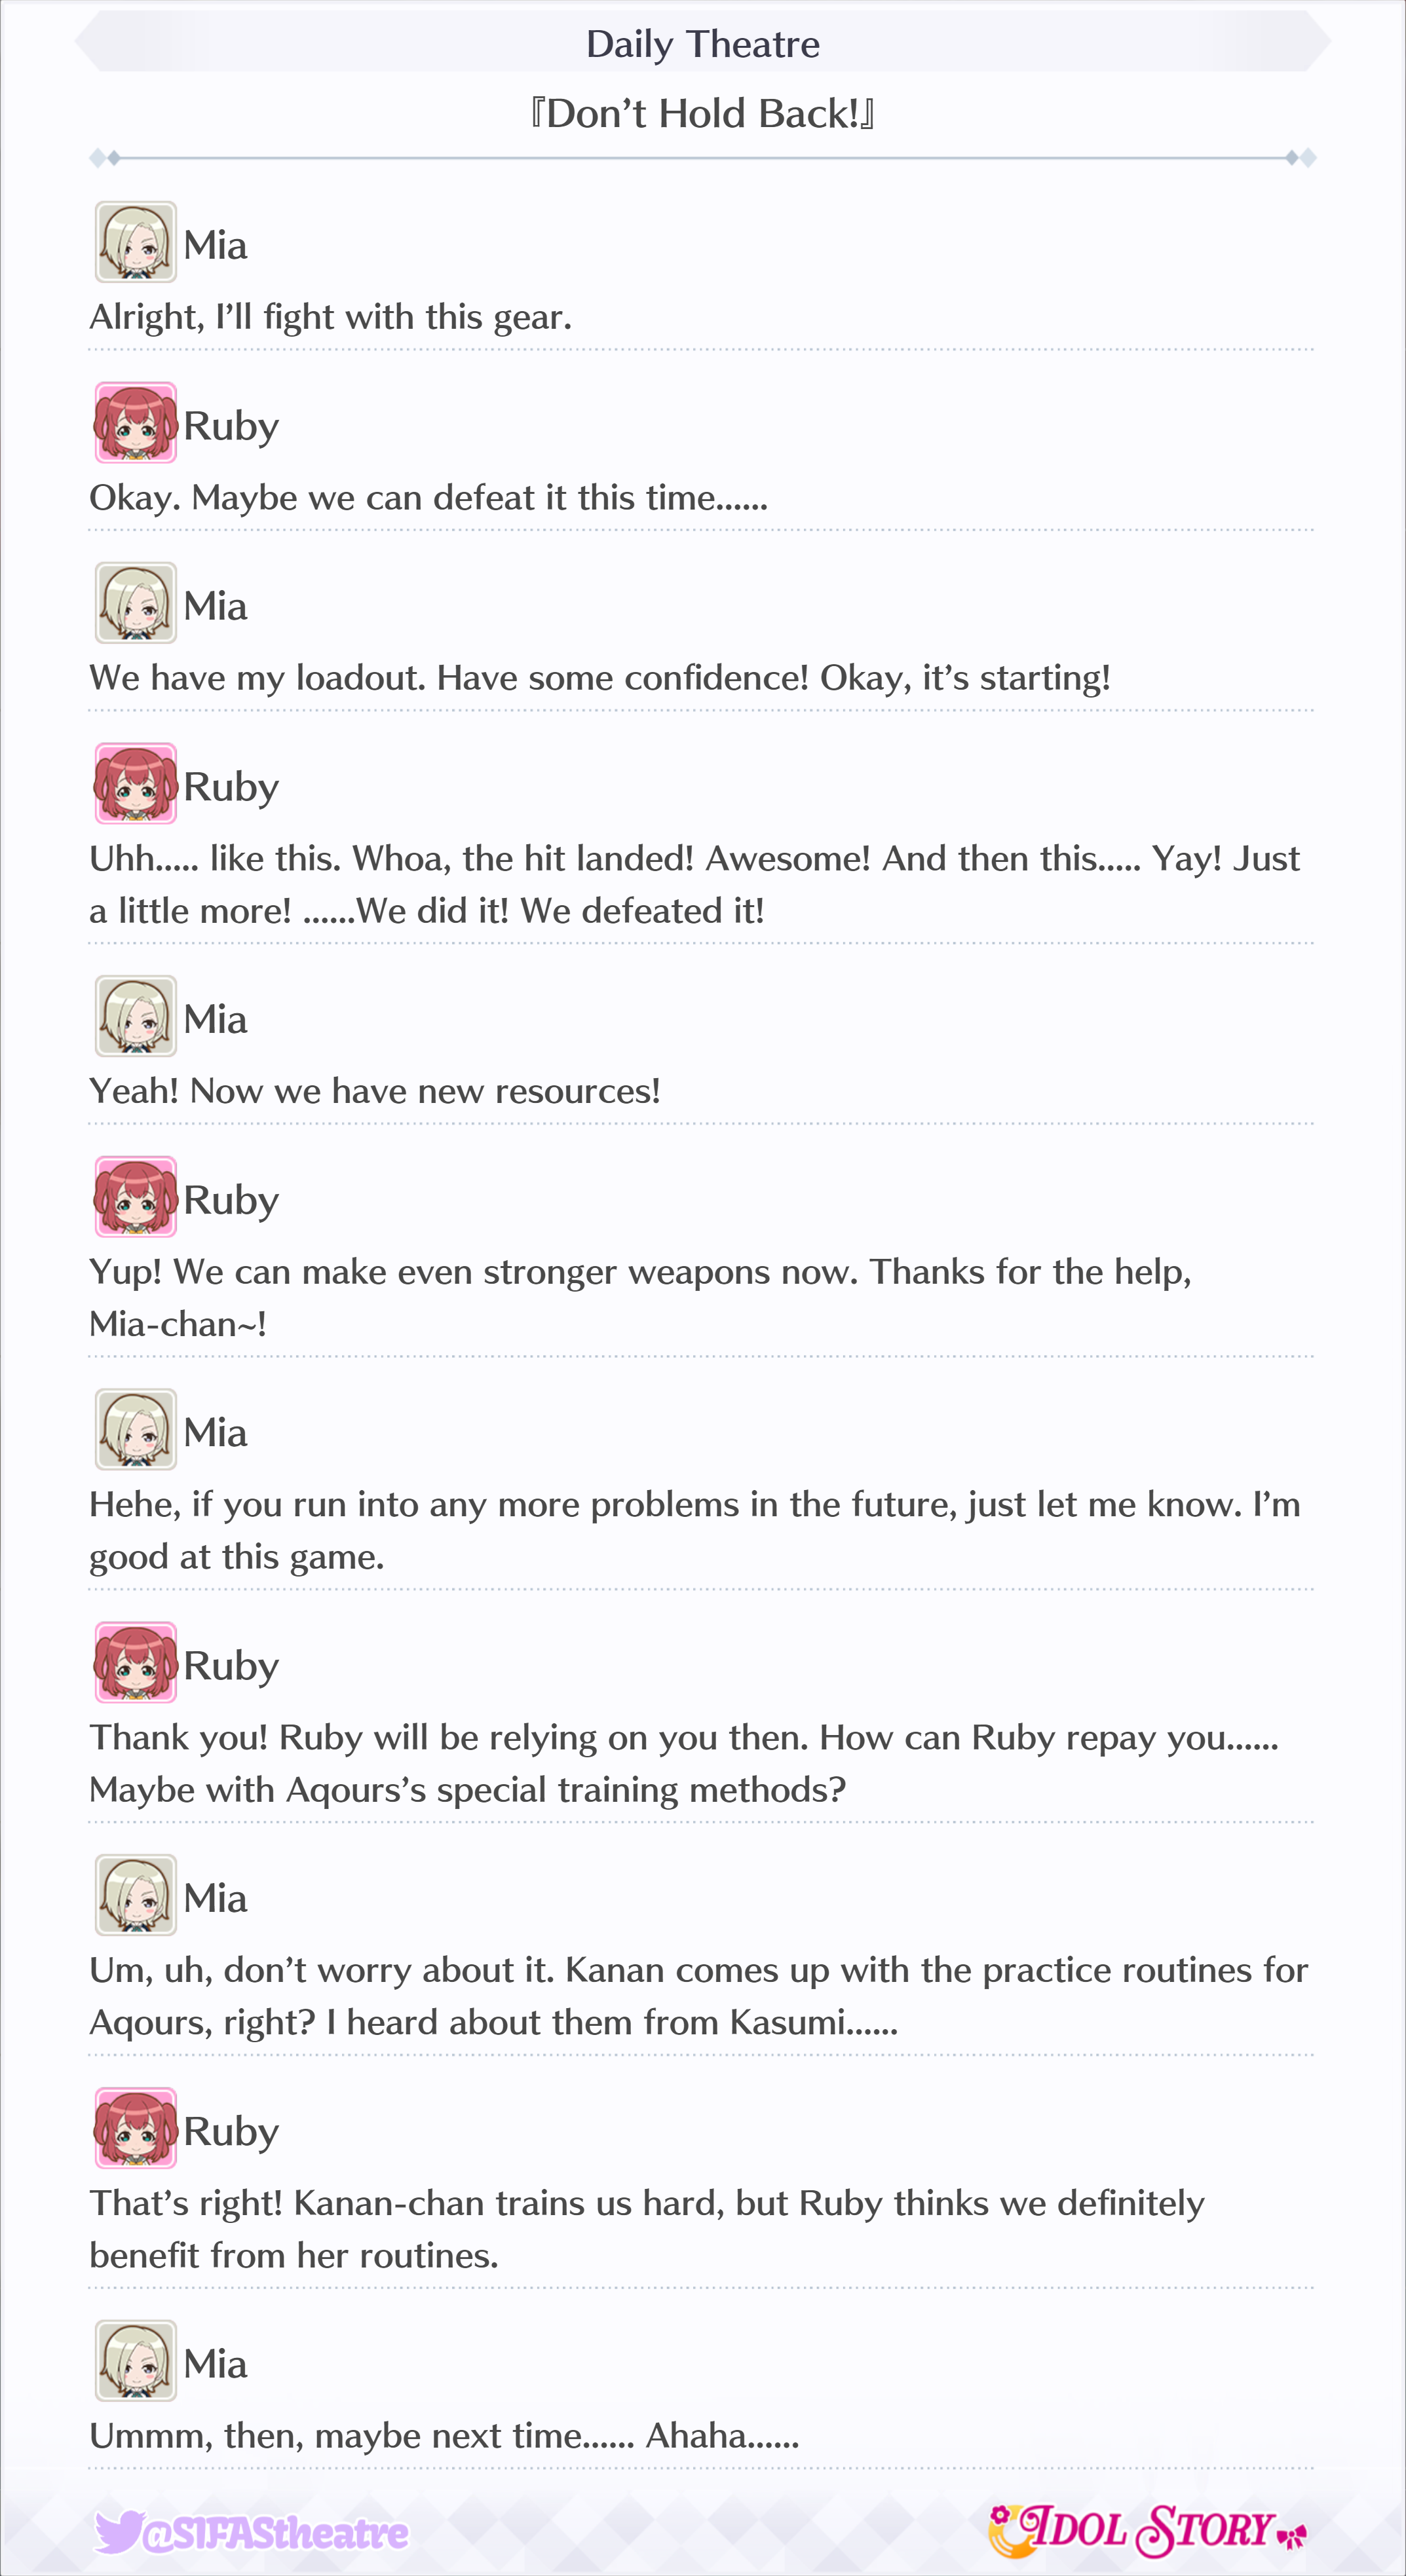 Daily Theatre
『Don’t Hold Back!』
Mia
Alright, I’ll fight with this gear.
Ruby
Okay. Maybe we can defeat it this time......
Mia
We have my loadout. Have some confidence! Okay, it’s starting!
Ruby
Uhh..... like this. Whoa, the hit landed! Awesome! And then this..... Yay! Just
a little more! ......We did it! We defeated it!
Mia
Yeah! Now we have new resources!
Ruby
Yup! We can make even stronger weapons now. Thanks for the help,
Mia-chan~!
Mia
Hehe, if you run into any more problems in the future, just let me know. I’m
good at this game.
Ruby
Thank you! Ruby will be relying on you then. How can Ruby repay you......
Maybe with Aqours’s special training methods?
Mia
Um, uh, don’t worry about it. Kanan comes up with the practice routines for
Aqours, right? I heard about them from Kasumi......
Ruby
That’s right! Kanan-chan trains us hard, but Ruby thinks we definitely
benefit from her routines.
Mia
Ummm, then, maybe next time...... Ahaha......
@SIFAStheatre
IDOL STORY